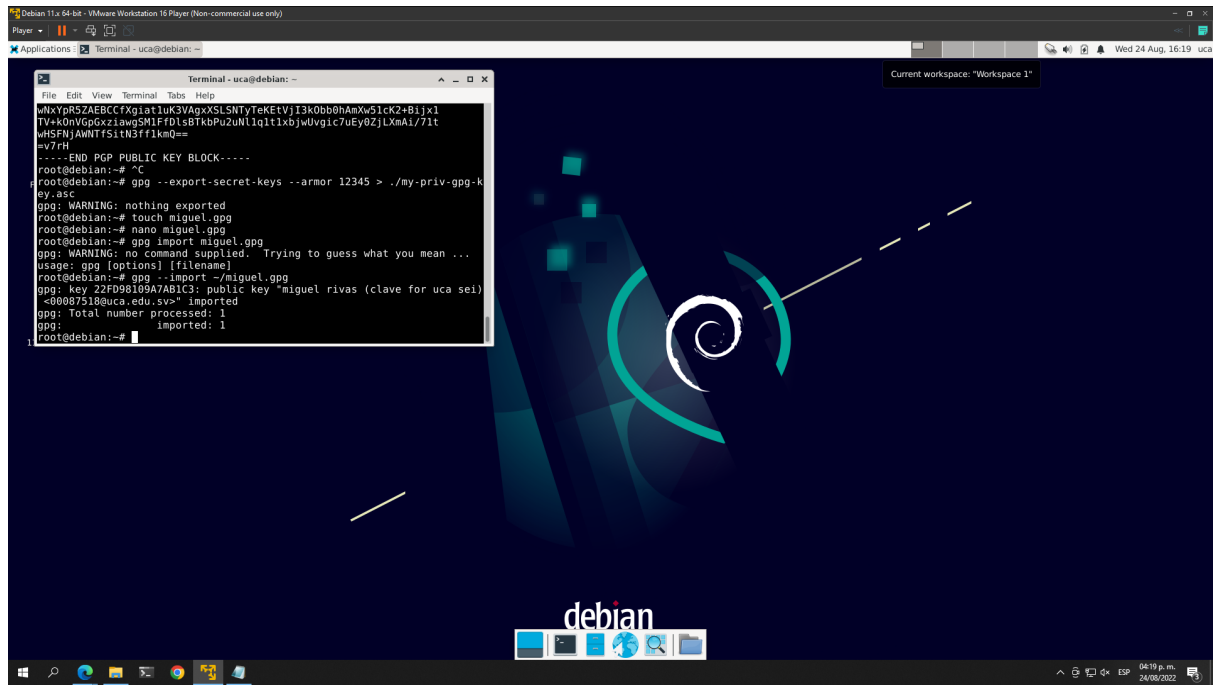 Debian 11.x 64-bit - VMware Workstation 16 Player (Non-commercial use only)
Player
Applications
Terminal - uca@debian: ~
Wed 24 Aug, 16:19 uca
Current workspace: "Workspace 1"
Terminal - uca@debian: ~
File Edit View Terminal Tabs Help
wNxYpR5ZAEBCCfXgiat1uK3VAgxXSLSNTyTeKEtVjI3kObb0hAmXw51cK2+Bijx1
TV+kOnVGpGxziawgSM1FfDlsBTkbPu2uNl1q1t1xbjwUvgic7uEy0ZjLXmAi/71t
wHSFNjAWNTfSitN3ff1kmQ==
=v7rH
-----END PGP PUBLIC KEY BLOCK-----
root@debian:~# ^C
root@debian:~# gpg --export-secret-keys --armor 12345 > ./my-priv-gpg-k
ey.asc
gpg: WARNING: nothing exported
root@debian:~# touch miguel.gpg
root@debian:~# nano miguel.gpg
root@debian:~# gpg import miguel.gpg
gpg: WARNING: no command supplied.  Trying to guess what you mean ...
usage: gpg [options] [filename]
root@debian:~# gpg --import ~/miguel.gpg
gpg: key 22FD98109A7AB1C3: public key "miguel rivas (clave for uca sei)
<00087518@uca.edu.sv>" imported
gpg: Total number processed: 1
gpg:               imported: 1
root@debian:~#
debian
ESP
04:19 p. m.
24/08/2022